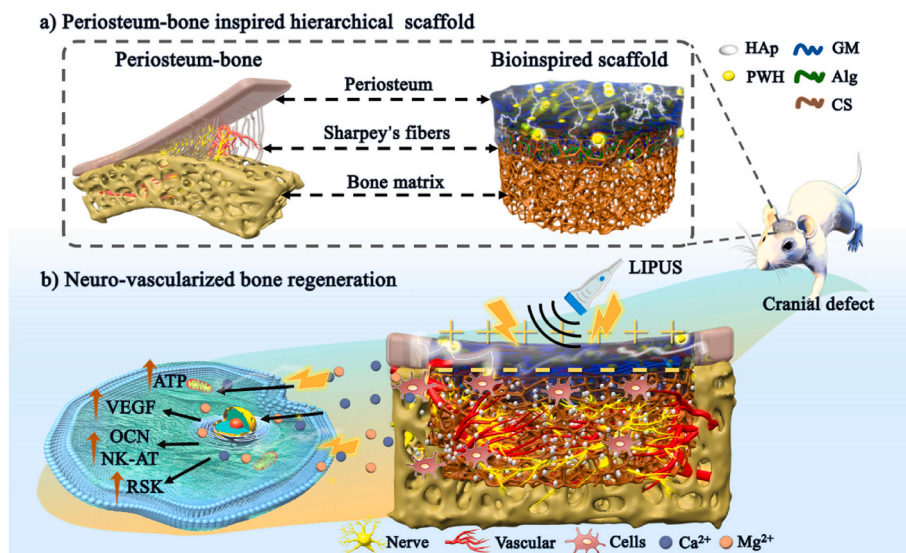 a) Periosteum-bone inspired hierarchical scaffold
Periosteum-bone
Bioinspired scaffold
Periosteum
Sharpey's fibers
Bone matrix
HAp
GM
PWH
Alg
CS
Cranial defect
b) Neuro-vascularized bone regeneration
LIPUS
ATP
VEGF
OCN
NK-AT
RSK
Nerve
Vascular
Cells
Ca²⁺
Mg²⁺